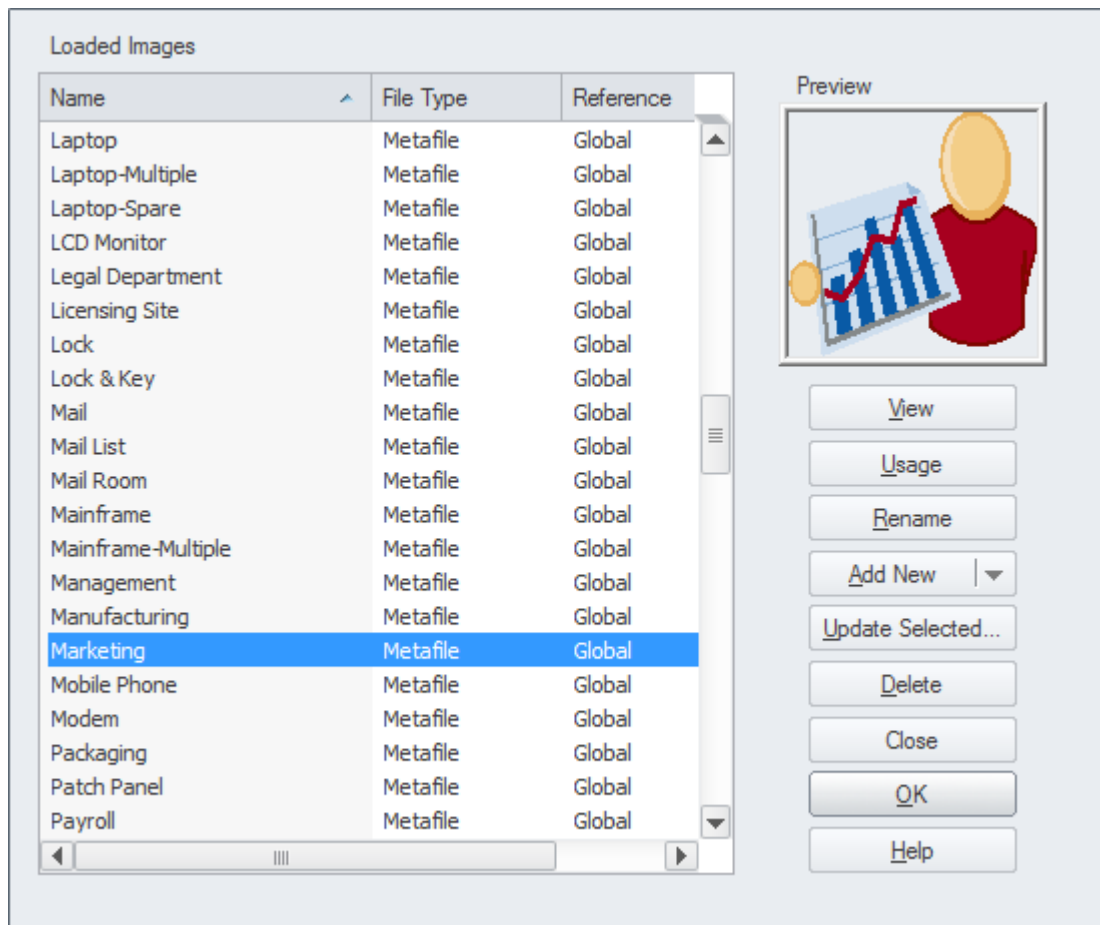 Loaded Images
Name File Type Reference
Laptop Metafile Global
Laptop-Multiple Metafile Global
Laptop-Spare Metafile Global
LCD Monitor Metafile Global
Legal Department Metafile Global
Licensing Site Metafile Global
Lock Metafile Global
Lock & Key Metafile Global
Mail Metafile Global
Mail List Metafile Global
Mail Room Metafile Global
Mainframe Metafile Global
Mainframe-Multiple Metafile Global
Management Metafile Global
Manufacturing Metafile Global
Marketing Metafile Global
Mobile Phone Metafile Global
Modem Metafile Global
Packaging Metafile Global
Patch Panel Metafile Global
Payroll Metafile Global
Preview
View
Usage
Rename
Add New
Update Selected...
Delete
Close
OK
Help